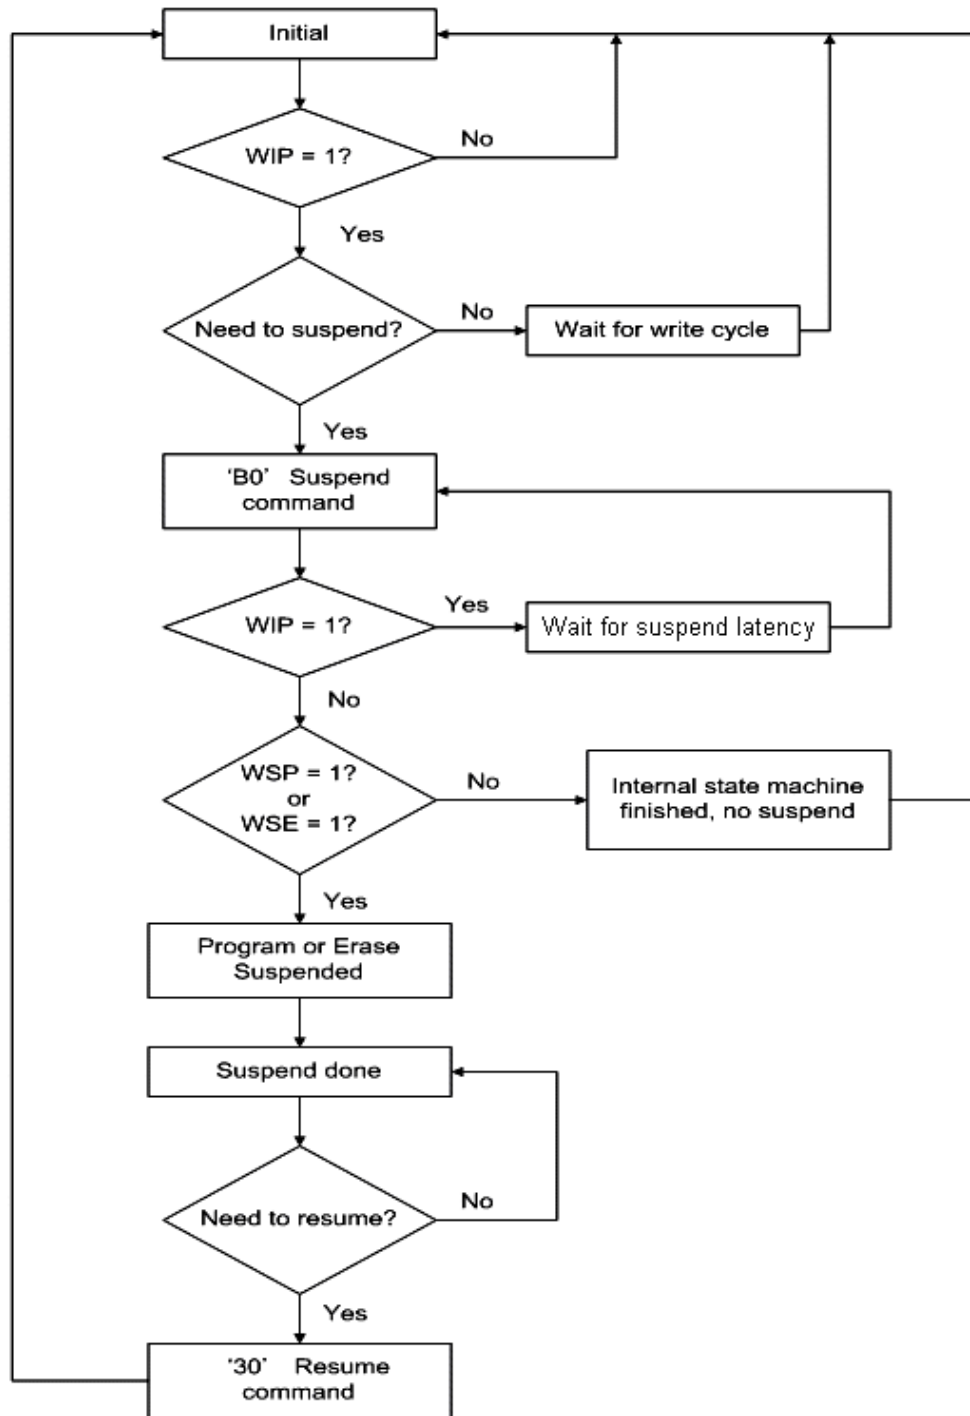 Initial
WIP = 1?
No
Yes
Need to suspend?
No
Wait for write cycle
Yes
‘B0’ Suspend
command
WIP = 1?
Yes
Wait for suspend latency
No
WSP = 1?
or
WSE = 1?
No
Internal state machine
finished, no suspend
Yes
Program or Erase
Suspended
Suspend done
Need to resume?
No
Yes
‘30’ Resume
command